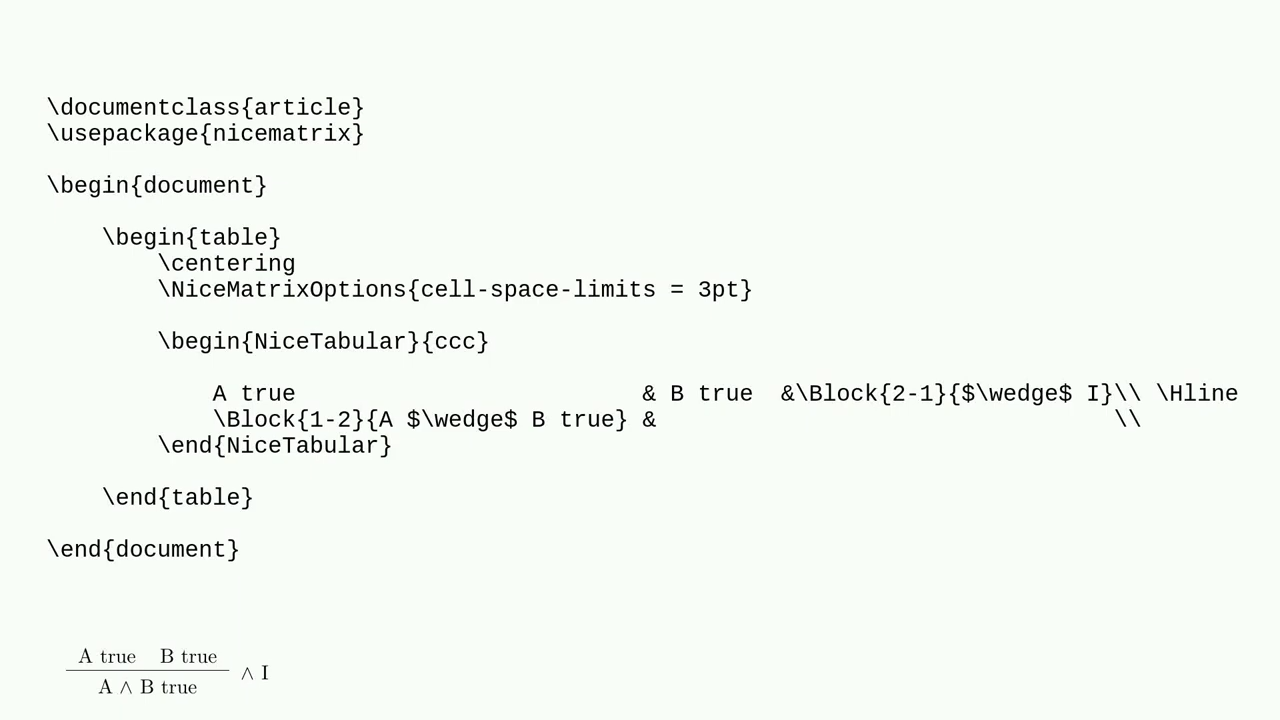 \documentclass{article}
\usepackage{nicematrix}
\begin{document}
\begin{table}
\centering
\NiceMatrixOptions{cell-space-limits = 3pt}
\begin{NiceTabular}{ccc}
A true & B true &\Block{2-1}{$\wedge$ I}\\ \Hline
\Block{1-2}{A $\wedge$ B true} & \\
\end{NiceTabular}
\end{table}
\end{document}
A true B true
∧ I
A ∧ B true